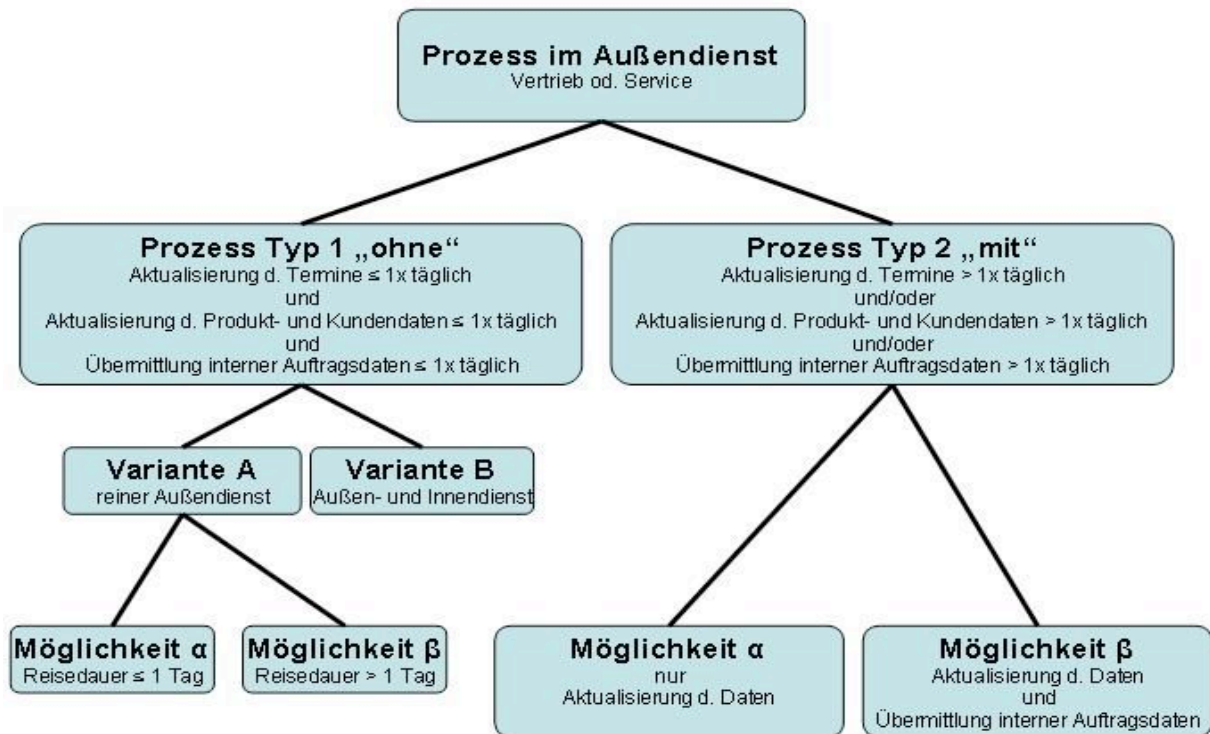 Prozess im Außendienst
Vertrieb od. Service
Prozess Typ 1 „ohne“
Aktualisierung d. Termine ≤ 1x täglich
und
Aktualisierung d. Produkt- und Kundendaten ≤ 1x täglich
und
Übermittlung interner Auftragsdaten ≤ 1x täglich
Prozess Typ 2 „mit“
Aktualisierung d. Termine > 1x täglich
und/oder
Aktualisierung d. Produkt- und Kundendaten > 1x täglich
und/oder
Übermittlung interner Auftragsdaten > 1x täglich
Variante A
reiner Außendienst
Variante B
Außen- und Innendienst
Möglichkeit α
Reisedauer ≤ 1 Tag
Möglichkeit β
Reisedauer > 1 Tag
Möglichkeit α
nur
Aktualisierung d. Daten
Möglichkeit β
Aktualisierung d. Daten
und
Übermittlung interner Auftragsdaten